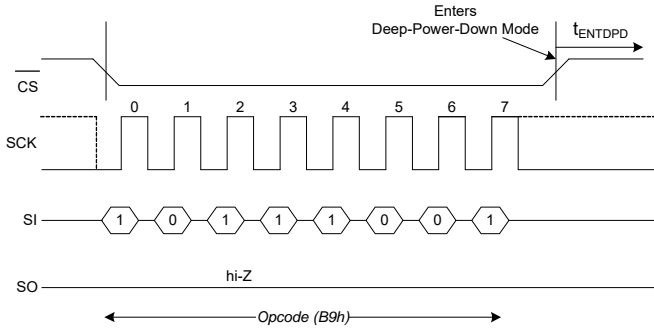 Enters
Deep-Power-Down Mode
tENTDPD
CS
0 1 2 3 4 5 6 7
SCK
SI 1 0 1 1 1 0 0 1
hi-Z
SO
Opcode (B9h)